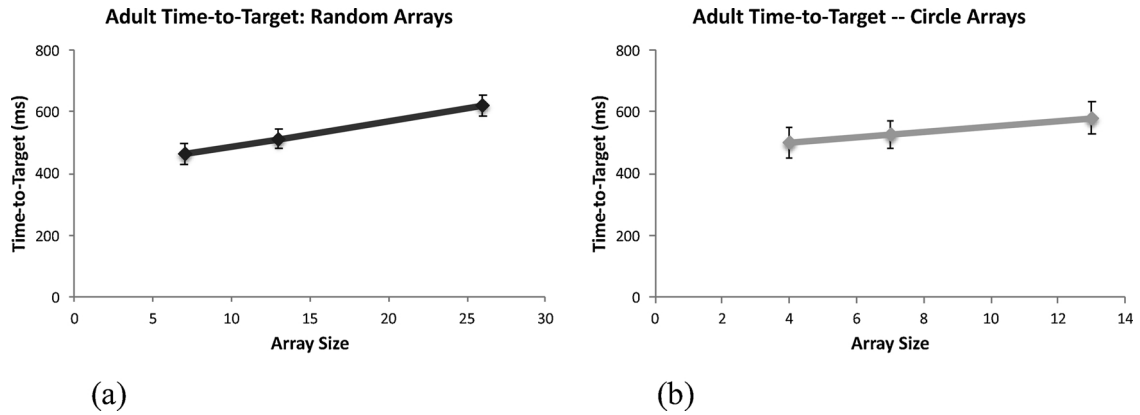 Adult Time-to-Target: Random Arrays
800
600
400
200
0
Time-to-Target (ms)
0 5 10 15 20 25 30
Array Size
(a)
Adult Time-to-Target -- Circle Arrays
800
600
400
200
0
Time-to-Target (ms)
0 2 4 6 8 10 12 14
Array Size
(b)